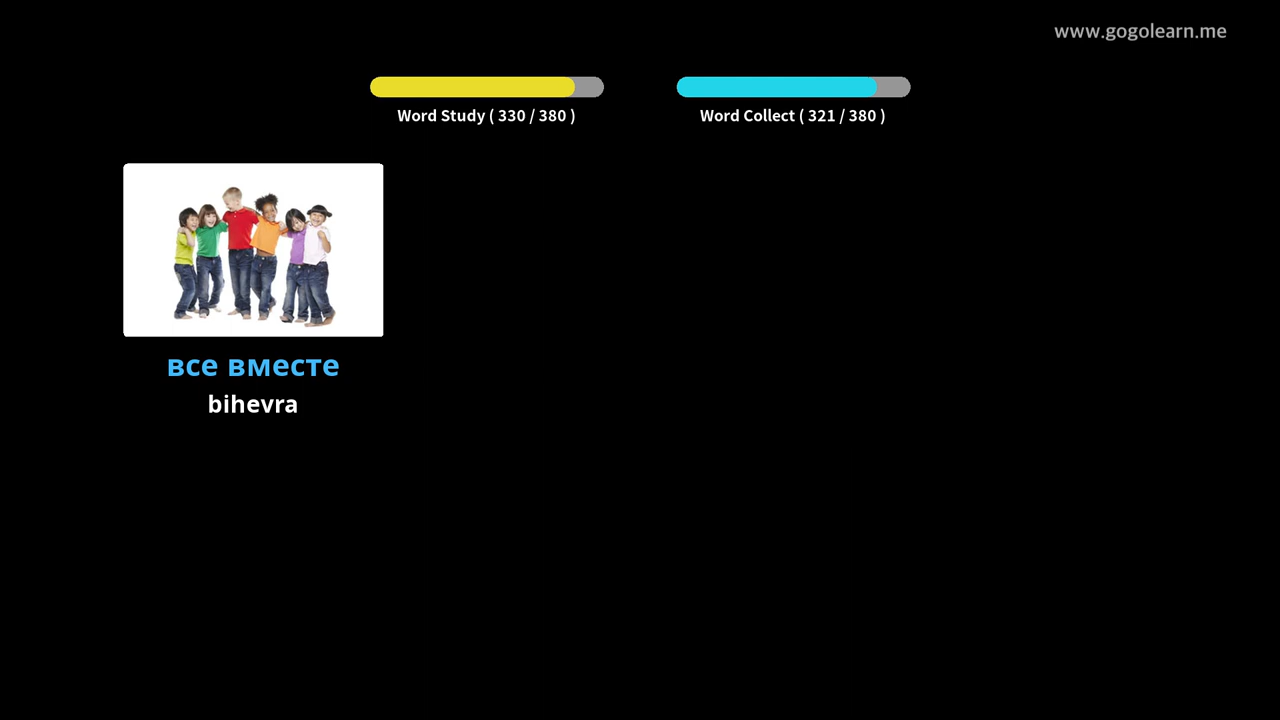 www.gogolearn.me
Word Study ( 330 / 380 )
Word Collect ( 321 / 380 )
все вместе
bihevra